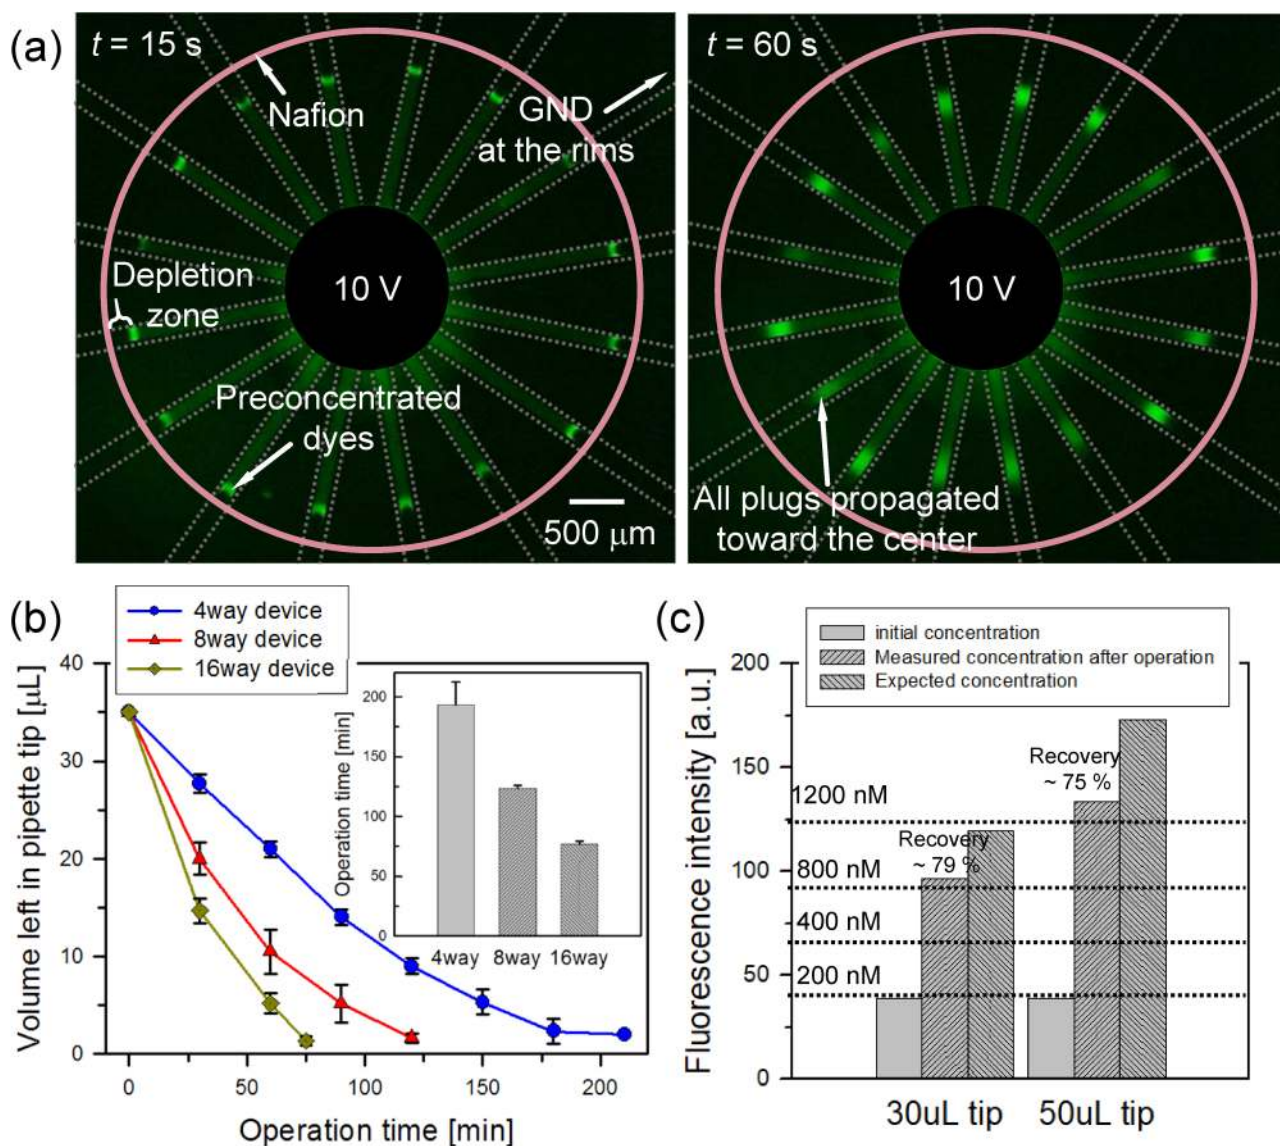 (a)
t = 15 s
Nafion
GND
at the rims
10 V
Depletion
zone
Preconcentrated
dyes
500 μm
t = 60 s
10 V
All plugs propagated
toward the center
(b)
4way device
8way device
16way device
Volume left in pipette tip [μL]
40
30
20
10
0
0
50
100
150
200
Operation time [min]
Operation time [min]
200
150
100
50
0
4way
8way
16way
(c)
initial concentration
Measured concentration after operation
Expected concentration
Fluorescence intensity [a.u.]
200
150
100
50
0
1200 nM
800 nM
400 nM
200 nM
Recovery
~ 79 %
Recovery
~ 75 %
30uL tip
50uL tip